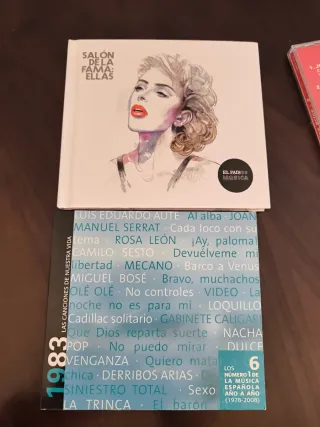 SALÓN
DE LA
FAMA:
ELLAS
EL PAÍS
MÚSICA
1983 LAS CANCIONES DE NUESTRA VIDA
LUIS EDUARDO AUTE · Al alba · JOAN
MANUEL SERRAT · Cada loco con su
tema · ROSA LEÓN · ¡Ay, paloma!
CAMILO SESTO · Devuélveme mi
libertad · MECANO · Barco a Venus
MIGUEL BOSÉ · Bravo, muchachos
OLÉ OLÉ · No controles · VIDEO · La
noche no es para mí · LOQUILLO
Cadillac solitario · GABINETE CALIGARI
Que Dios reparta suerte · NACHA
POP · No puedo mirar · DULCE
VENGANZA · Quiero mata
chica · DERRIBOS ARIAS · D
SINIESTRO TOTAL · Sexo
LA TRINCA · El barón
LOS 6
NÚMERO 1 DE
LA MÚSICA
ESPAÑOLA
AÑO A AÑO
(1976-2008)